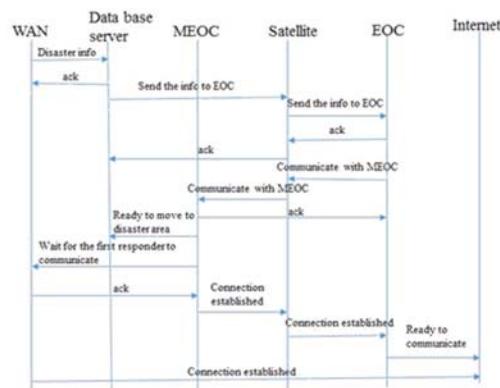 WAN
Data base
server
MEOC
Satellite
EOC
Internet
Disaster info
ack
Send the info to EOC
Send the info to EOC
ack
ack
Communicate with MEOC
Communicate with MEOC
ack
Ready to move to
disaster area
Wait for the first responder to
communicate
ack
Connection
established
Connection established
Ready to
communicate
Connection established